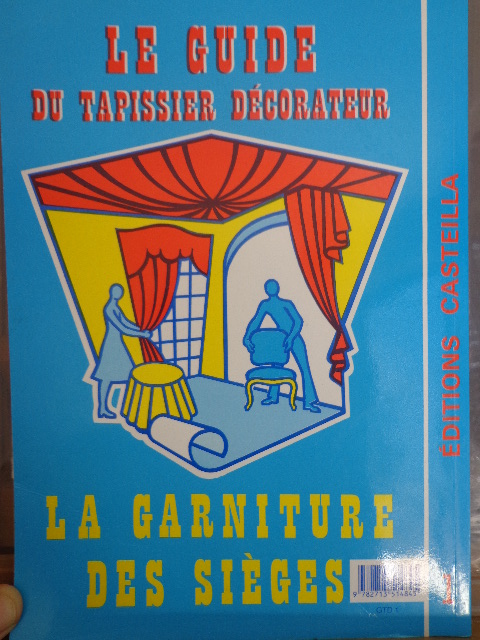 LE GUIDE
DU TAPISSIER DÉCORATEUR
ÉDITIONS CASTEILLA
LA GARNITURE
DES SIÈGES